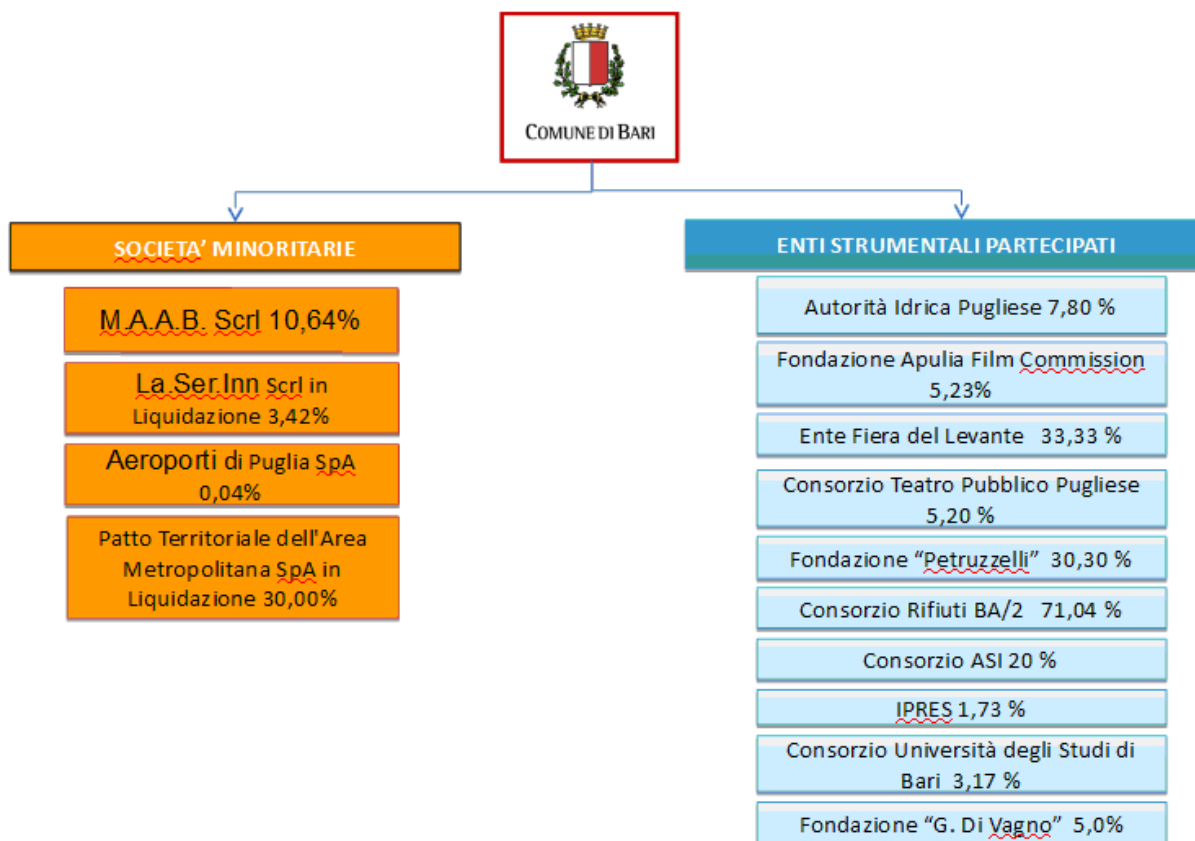 COMUNE DI BARI
SOCIETA’ MINORITARIE
M.A.A.B. Scrl 10,64%
La.Ser.Inn Scrl in
Liquidazione 3,42%
Aeroporti di Puglia SpA
0,04%
Patto Territoriale dell'Area
Metropolitana SpA in
Liquidazione 30,00%
ENTI STRUMENTALI PARTECIPATI
Autorità Idrica Pugliese 7,80 %
Fondazione Apulia Film Commission
5,23%
Ente Fiera del Levante 33,33 %
Consorzio Teatro Pubblico Pugliese
5,20 %
Fondazione “Petruzzelli” 30,30 %
Consorzio Rifiuti BA/2 71,04 %
Consorzio ASI 20 %
IPRES 1,73 %
Consorzio Università degli Studi di
Bari 3,17 %
Fondazione “G. Di Vagno” 5,0%